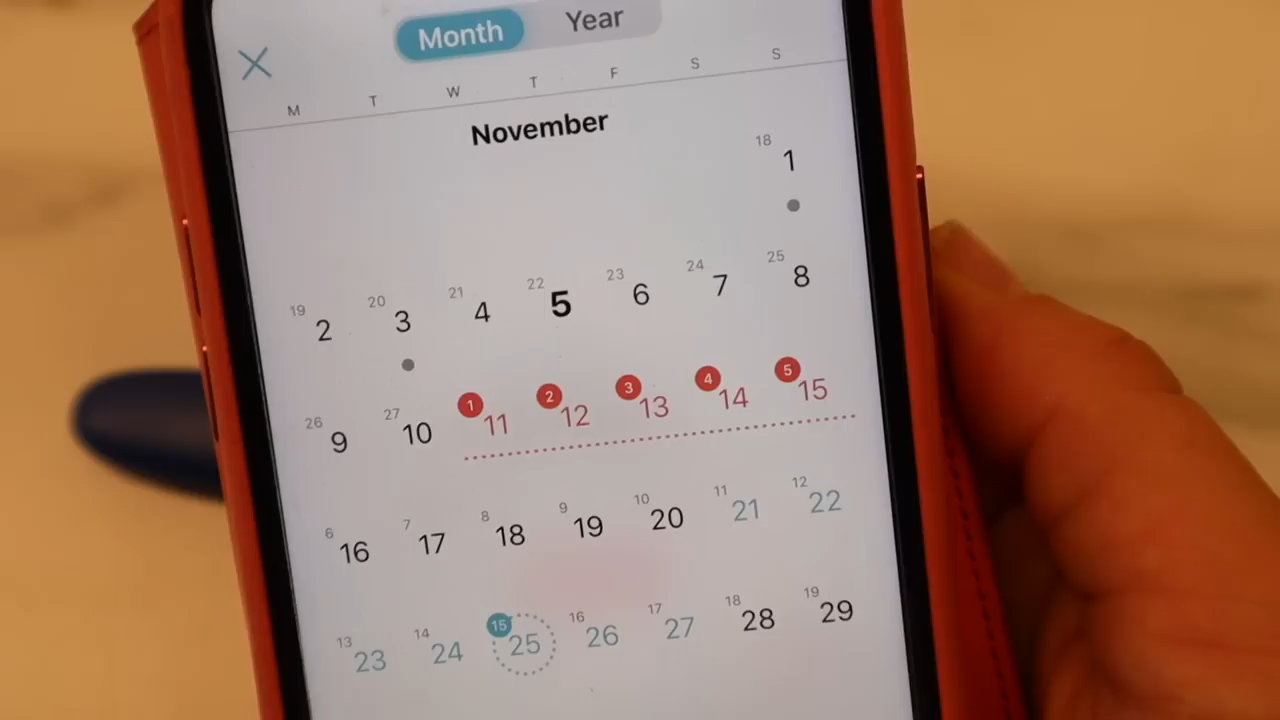 Month Year
M T W T F S S
November
18 1
19 2 20 3 21 4 22 5 23 6 24 7 25 8
26 9 27 10 1 11 2 12 3 13 4 14 5 15
6 16 7 17 8 18 9 19 10 20 11 21 12 22
13 23 14 24 15 25 16 26 17 27 18 28 19 29